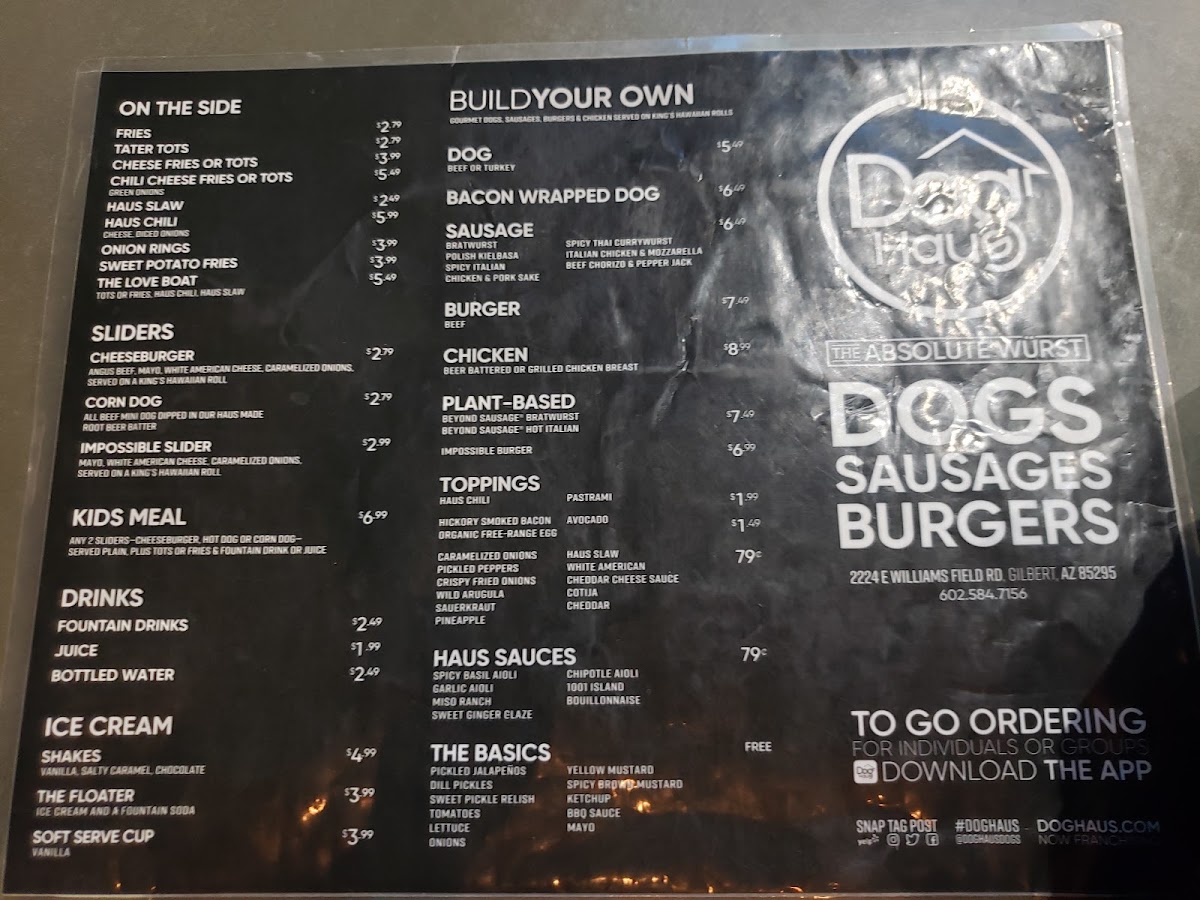 ON THE SIDE
FRIES $2.79
TATER TOTS $2.79
CHEESE FRIES OR TOTS $3.99
CHILI CHEESE FRIES OR TOTS $5.49
GREEN ONIONS
HAUS SLAW $2.49
HAUS CHILI $5.99
CHEESE, DICED ONIONS
ONION RINGS $3.99
SWEET POTATO FRIES $3.99
THE LOVE BOAT $5.49
TOTS OR FRIES, HAUS CHILI, HAUS SLAW
SLIDERS
CHEESEBURGER $2.79
ANGUS BEEF, MAYO, WHITE AMERICAN CHEESE, CARAMELIZED ONIONS,
SERVED ON A KING'S HAWAIIAN ROLL
CORN DOG $2.79
ALL BEEF MINI DOG DIPPED IN OUR HAUS MADE
ROOT BEER BATTER
IMPOSSIBLE SLIDER $2.99
MAYO, WHITE AMERICAN CHEESE, CARAMELIZED ONIONS,
SERVED ON A KING'S HAWAIIAN ROLL
KIDS MEAL $6.99
ANY 2 SLIDERS—CHEESEBURGER, HOT DOG OR CORN DOG—
SERVED PLAIN, PLUS TOTS OR FRIES & FOUNTAIN DRINK OR JUICE
DRINKS
FOUNTAIN DRINKS $2.49
JUICE $1.99
BOTTLED WATER $2.49
ICE CREAM
SHAKES $4.99
VANILLA, SALTY CARAMEL, CHOCOLATE
THE FLOATER $3.99
ICE CREAM AND A FOUNTAIN SODA
SOFT SERVE CUP $3.99
VANILLA
BUILD YOUR OWN
GOURMET DOGS, SAUSAGES, BURGERS & CHICKEN SERVED ON KING'S HAWAIIAN ROLLS
DOG $5.49
BEEF OR TURKEY
BACON WRAPPED DOG $6.49
SAUSAGE $6.49
BRATWURST SPICY THAI CURRYWURST
POLISH KIELBASA ITALIAN CHICKEN & MOZZARELLA
SPICY ITALIAN BEEF CHORIZO & PEPPER JACK
CHICKEN & PORK SAKE
BURGER $7.49
BEEF
CHICKEN $8.99
BEER BATTERED OR GRILLED CHICKEN BREAST
PLANT-BASED
BEYOND SAUSAGE® BRATWURST $7.49
BEYOND SAUSAGE® HOT ITALIAN
IMPOSSIBLE BURGER $6.99
TOPPINGS
HAUS CHILI PASTRAMI $1.99
HICKORY SMOKED BACON AVOCADO $1.49
ORGANIC FREE-RANGE EGG
CARAMELIZED ONIONS HAUS SLAW 79¢
PICKLED PEPPERS WHITE AMERICAN
CRISPY FRIED ONIONS CHEDDAR CHEESE SAUCE
WILD ARUGULA COTIJA
SAUERKRAUT CHEDDAR
PINEAPPLE
HAUS SAUCES 79¢
SPICY BASIL AIOLI CHIPOTLE AIOLI
GARLIC AIOLI 1001 ISLAND
MISO RANCH BOUILLONNAISE
SWEET GINGER GLAZE
THE BASICS FREE
PICKLED JALAPEÑOS YELLOW MUSTARD
DILL PICKLES SPICY BROWN MUSTARD
SWEET PICKLE RELISH KETCHUP
TOMATOES BBQ SAUCE
LETTUCE MAYO
ONIONS
Dog
Haus
THE ABSOLUTE WÜRST
DOGS
SAUSAGES
BURGERS
2224 E WILLIAMS FIELD RD, GILBERT, AZ 85295
602.584.7156
TO GO ORDERING
FOR INDIVIDUALS OR GROUPS
DOWNLOAD THE APP
SNAP TAG POST #DOGHAUS DOGHAUS.COM
yelp @DOGHAUSDOGS NOW